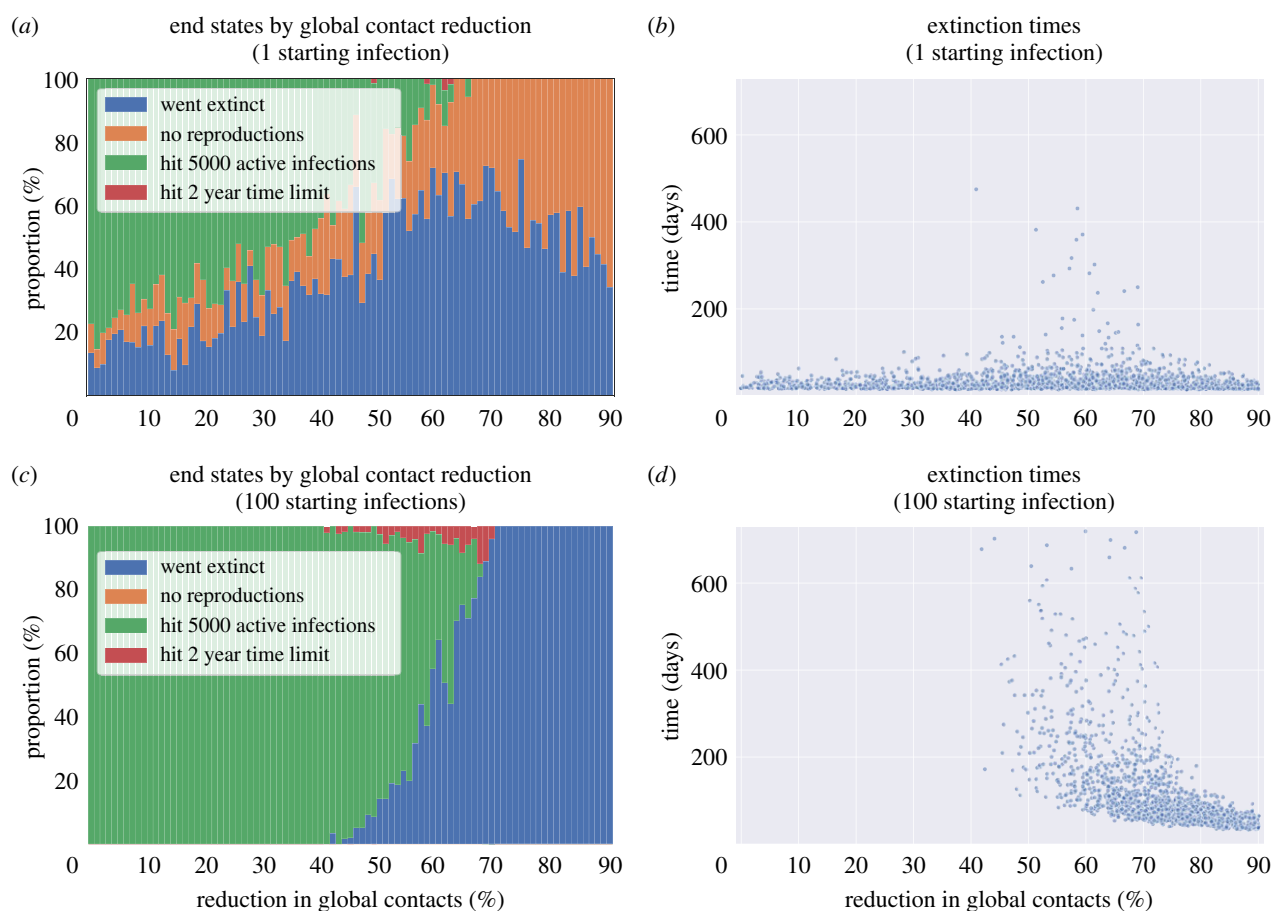 (a) end states by global contact reduction
(1 starting infection)
100
80
60
40
20
proportion (%)
went extinct
no reproductions
hit 5000 active infections
hit 2 year time limit
0 10 20 30 40 50 60 70 80 90
(b) extinction times
(1 starting infection)
600
400
200
time (days)
0 10 20 30 40 50 60 70 80 90
(c) end states by global contact reduction
(100 starting infections)
100
80
60
40
20
proportion (%)
went extinct
no reproductions
hit 5000 active infections
hit 2 year time limit
0 10 20 30 40 50 60 70 80 90
reduction in global contacts (%)
(d) extinction times
(100 starting infection)
600
400
200
time (days)
0 10 20 30 40 50 60 70 80 90
reduction in global contacts (%)